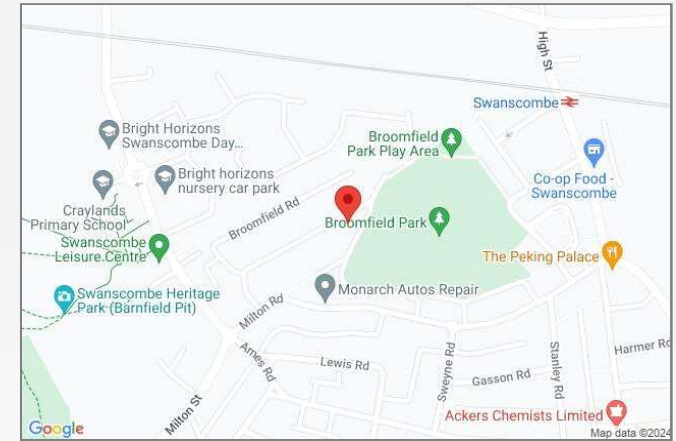 High St
Swanscombe
Bright Horizons
Swanscombe Day...
Broomfield
Park Play Area
Co-op Food -
Swanscombe
Bright horizons
nursery car park
Craylands
Primary School
Broomfield Rd
Broomfield Park
Swanscombe
Leisure Centre
The Peking Palace
Monarch Autos Repair
Swanscombe Heritage
Park (Barnfield Pit)
Milton Rd
Ames Rd
Lewis Rd
Sweyne Rd
Stanley Rd
Harmer Rd
Gasson Rd
Milton St
Ackers Chemists Limited
Google
Map data ©2024